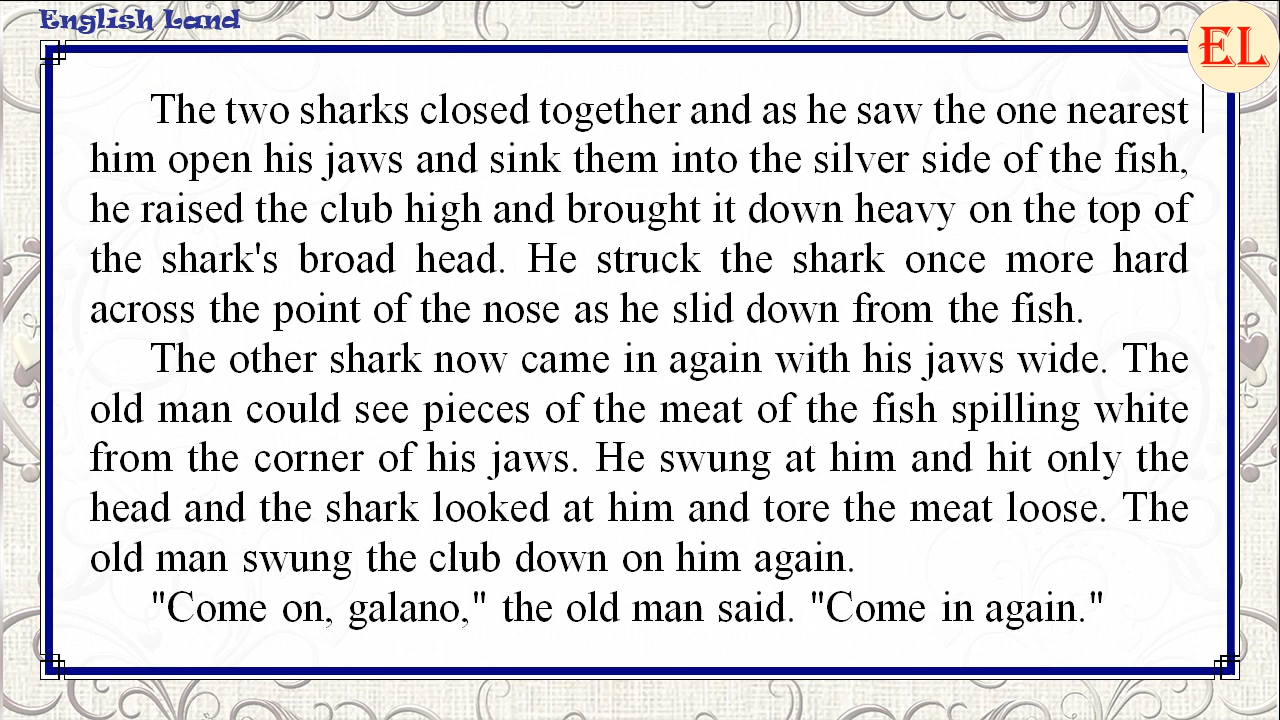 English Land
EL
The two sharks closed together and as he saw the one nearest
him open his jaws and sink them into the silver side of the fish,
he raised the club high and brought it down heavy on the top of
the shark's broad head. He struck the shark once more hard
across the point of the nose as he slid down from the fish.
The other shark now came in again with his jaws wide. The
old man could see pieces of the meat of the fish spilling white
from the corner of his jaws. He swung at him and hit only the
head and the shark looked at him and tore the meat loose. The
old man swung the club down on him again.
"Come on, galano," the old man said. "Come in again."